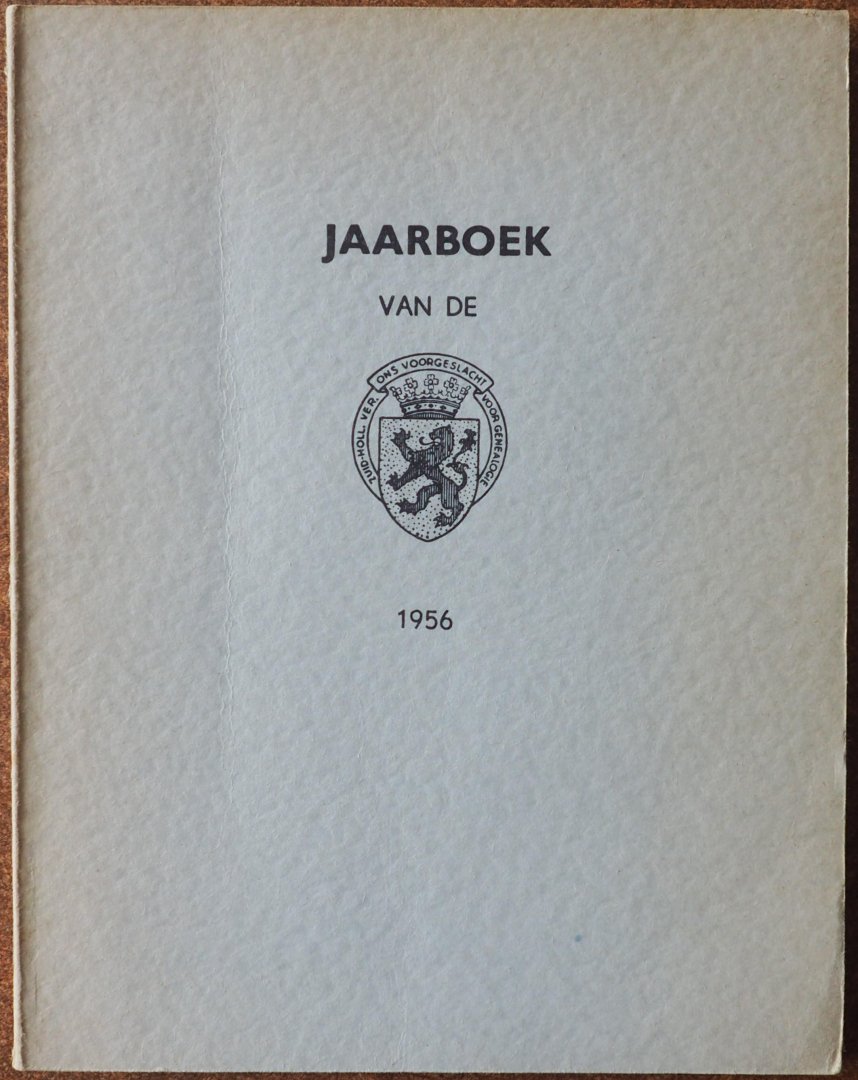 JAARBOEK
VAN DE
ONS VOORGESLACHT
ZUID-HOLL. VER. VOOR GENEALOGIE
1956